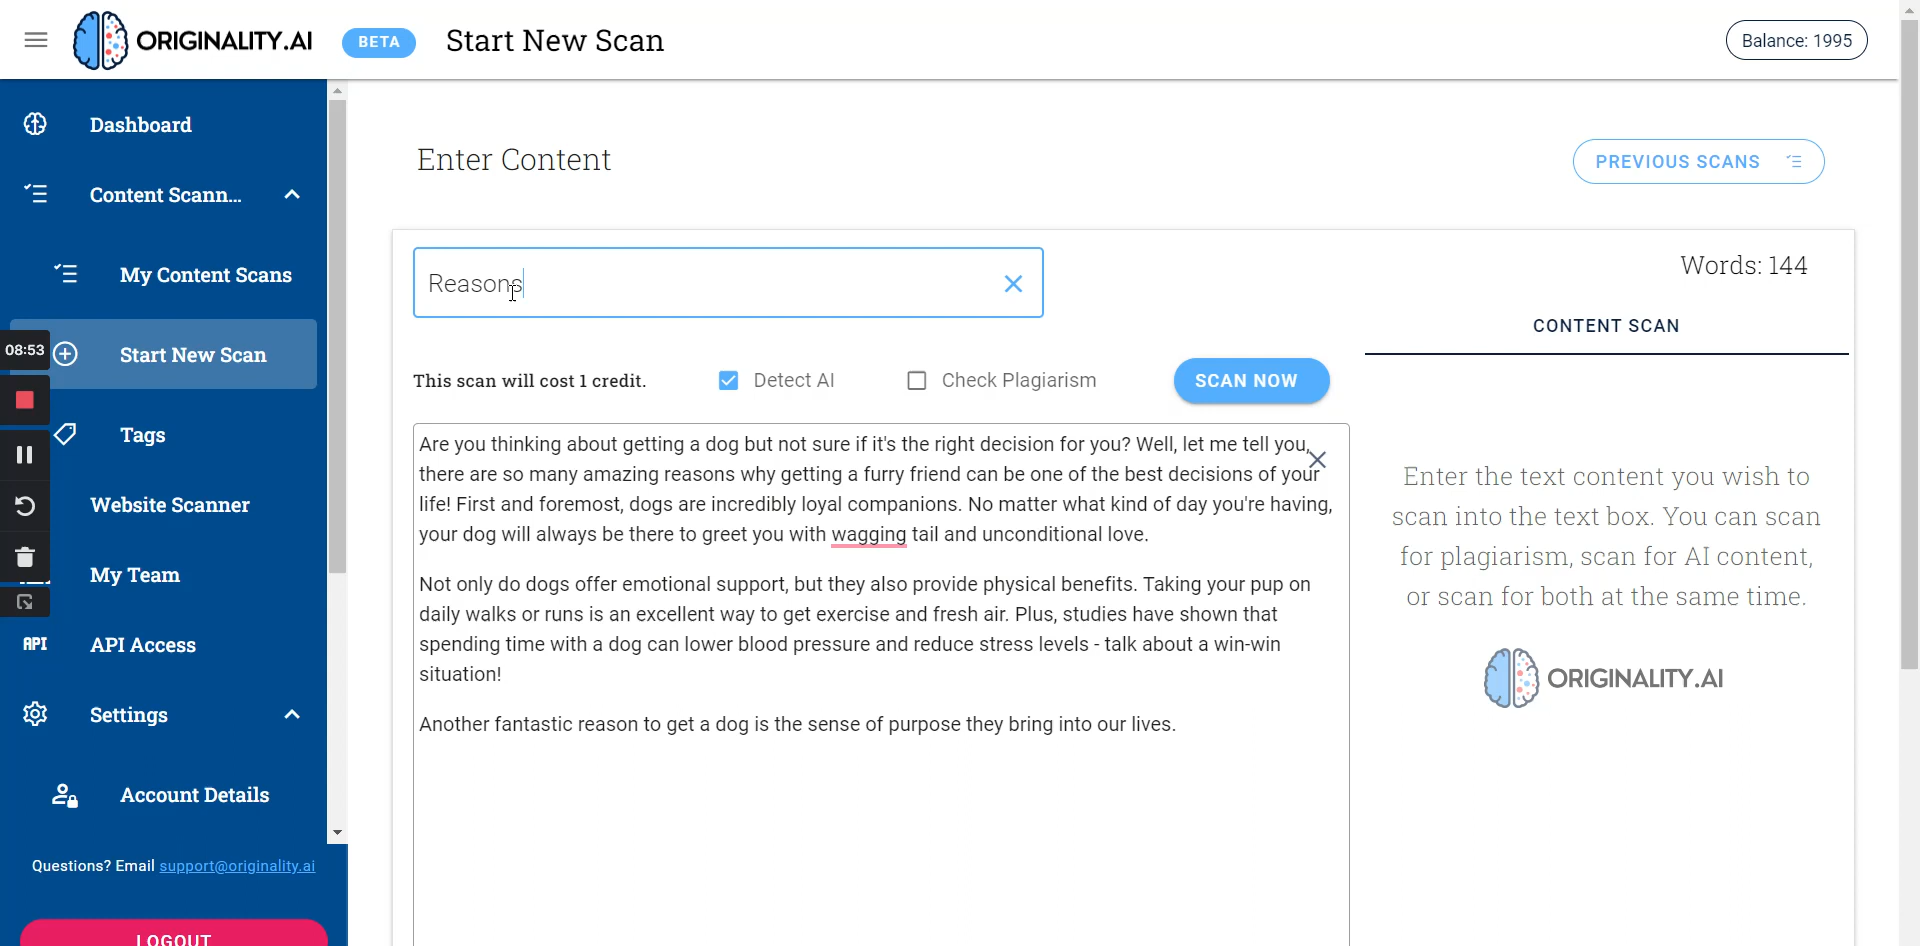 ORIGINALITY.AI
BETA
Start New Scan
Balance: 1995
Dashboard
Content Scann...
My Content Scans
Start New Scan
08:53
Tags
Website Scanner
My Team
API
API Access
Settings
Account Details
Questions? Email support@originality.ai
LOGOUT
Enter Content
PREVIOUS SCANS
Reasons
Words: 144
CONTENT SCAN
This scan will cost 1 credit.
Detect AI
Check Plagiarism
SCAN NOW
Are you thinking about getting a dog but not sure if it's the right decision for you? Well, let me tell you,
there are so many amazing reasons why getting a furry friend can be one of the best decisions of your
life! First and foremost, dogs are incredibly loyal companions. No matter what kind of day you're having,
your dog will always be there to greet you with wagging tail and unconditional love.
Not only do dogs offer emotional support, but they also provide physical benefits. Taking your pup on
daily walks or runs is an excellent way to get exercise and fresh air. Plus, studies have shown that
spending time with a dog can lower blood pressure and reduce stress levels - talk about a win-win
situation!
Another fantastic reason to get a dog is the sense of purpose they bring into our lives.
Enter the text content you wish to
scan into the text box. You can scan
for plagiarism, scan for AI content,
or scan for both at the same time.
ORIGINALITY.AI